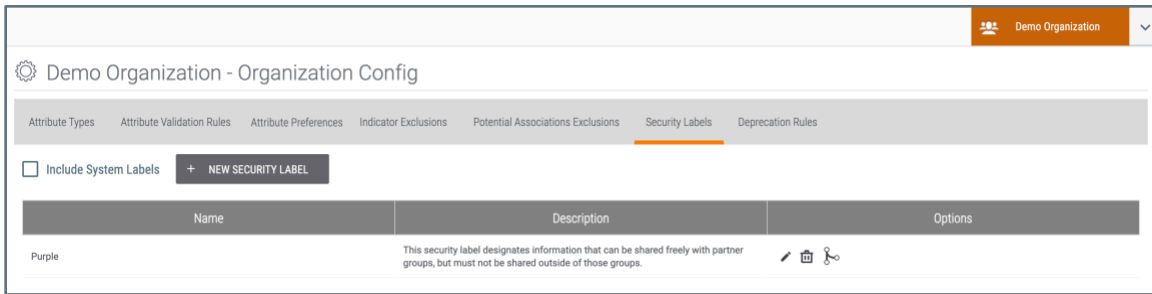 Demo Organization
Demo Organization - Organization Config
Attribute Types Attribute Validation Rules Attribute Preferences Indicator Exclusions Potential Associations Exclusions Security Labels Deprecation Rules
Include System Labels + NEW SECURITY LABEL
Name Description Options
Purple This security label designates information that can be shared freely with partner
groups, but must not be shared outside of those groups.